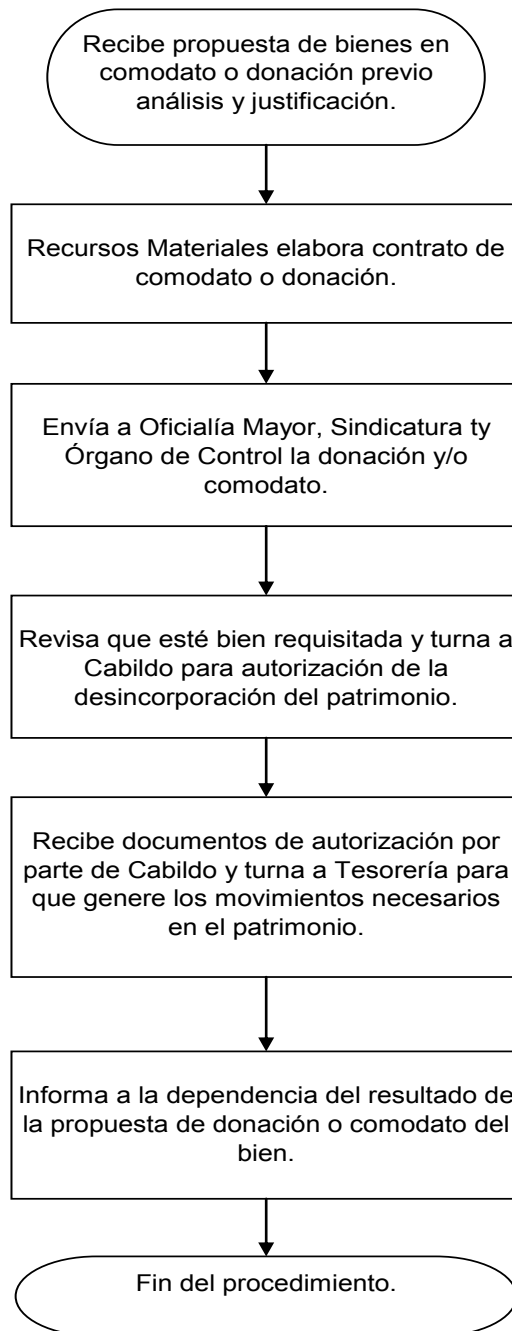 Recibe propuesta de bienes en
comodato o donación previo
análisis y justificación.
Recursos Materiales elabora contrato de
comodato o donación.
Envía a Oficialía Mayor, Sindicatura ty
Órgano de Control la donación y/o
comodato.
Revisa que esté bien requisitada y turna a
Cabildo para autorización de la
desincorporación del patrimonio.
Recibe documentos de autorización por
parte de Cabildo y turna a Tesorería para
que genere los movimientos necesarios
en el patrimonio.
Informa a la dependencia del resultado de
la propuesta de donación o comodato del
bien.
Fin del procedimiento.